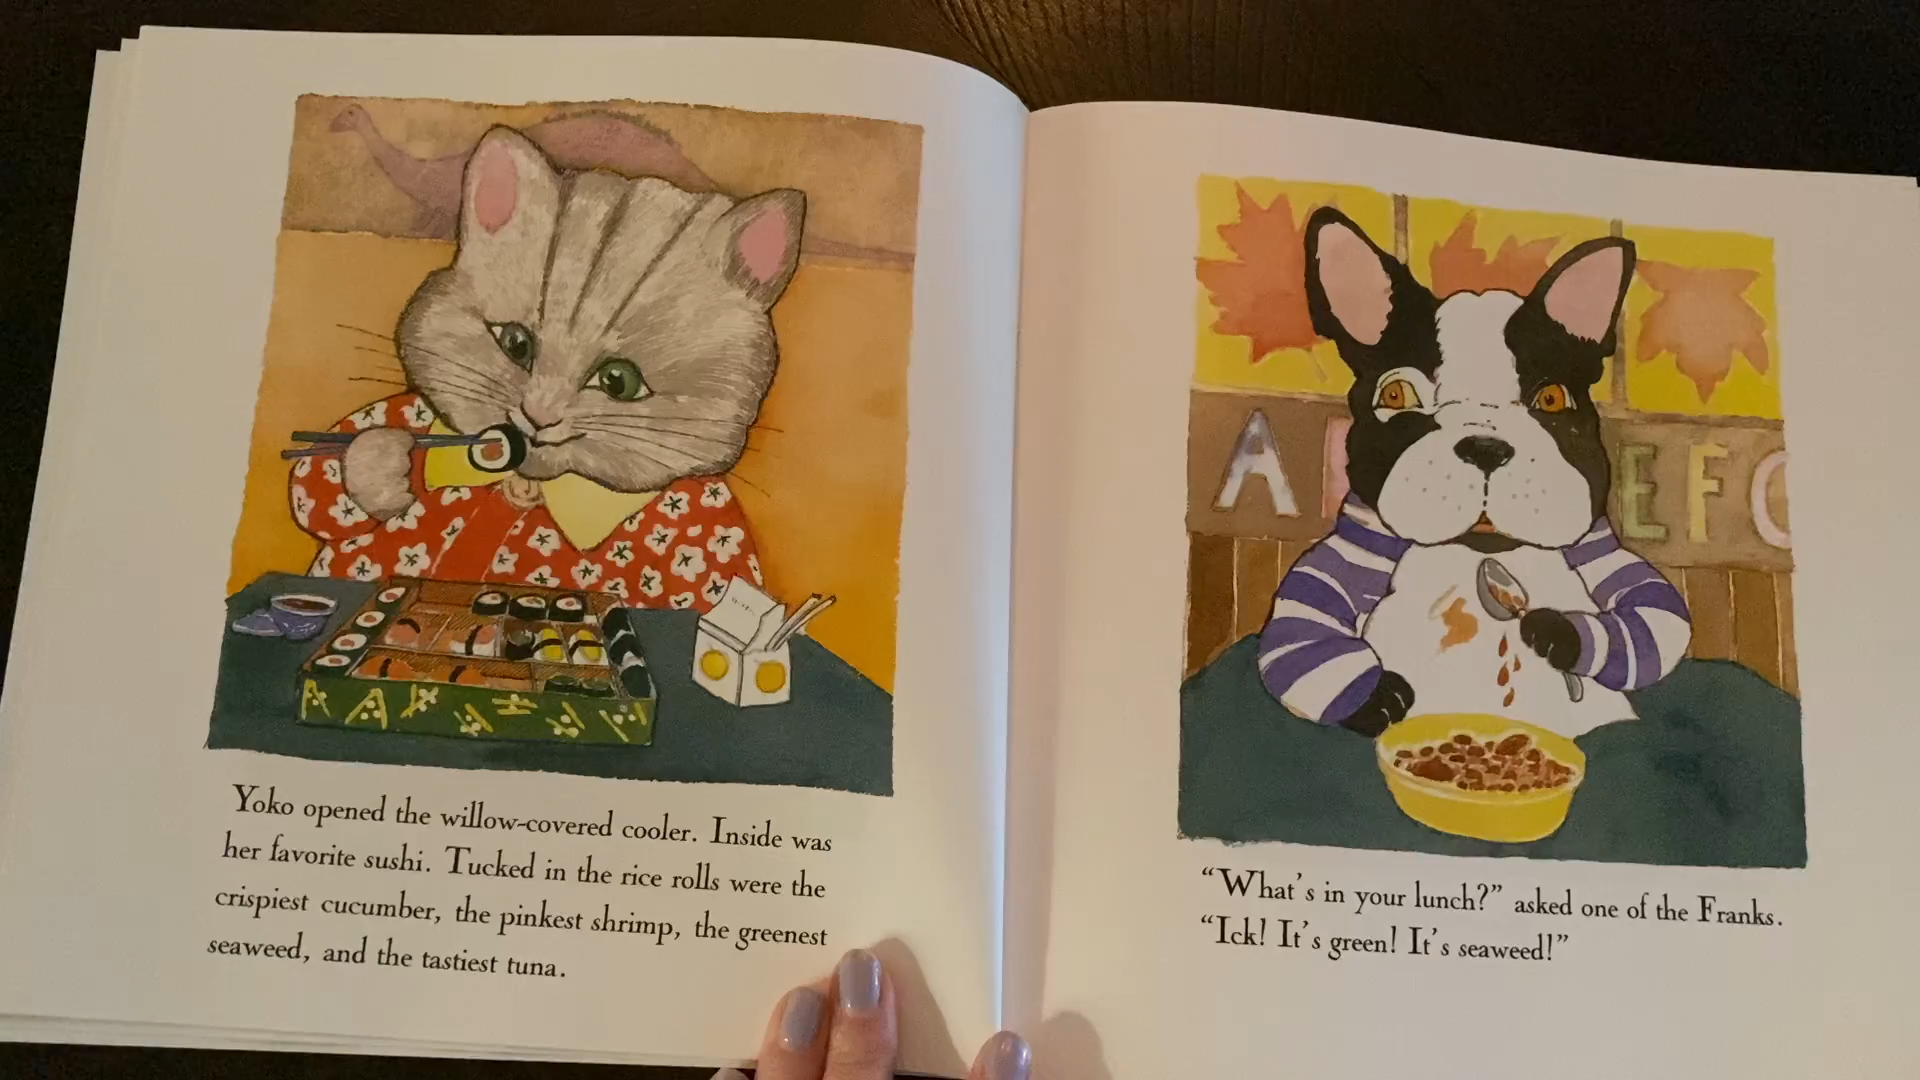 Yoko opened the willow-covered cooler. Inside was
her favorite sushi. Tucked in the rice rolls were the
crispiest cucumber, the pinkest shrimp, the greenest
seaweed, and the tastiest tuna.
A EFG
“What's in your lunch?” asked one of the Franks.
“Ick! It's green! It's seaweed!”